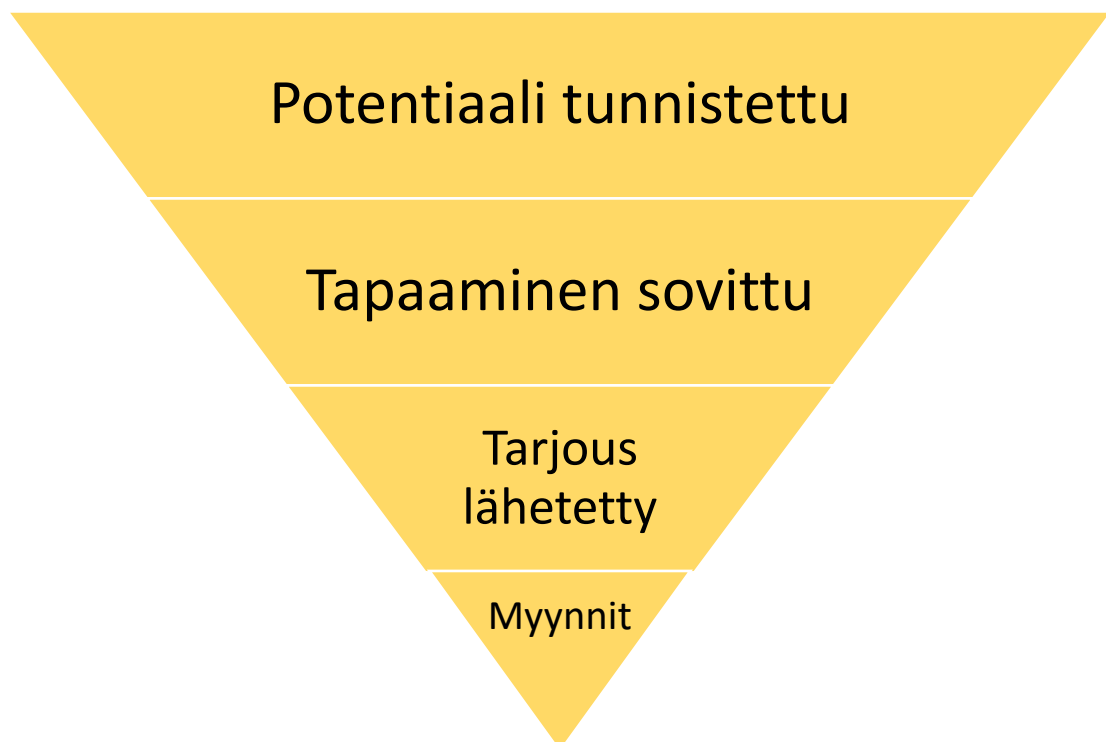 Potentiaali tunnistettu
Tapaaminen sovittu
Tarjous
lähetetty
Myynnit